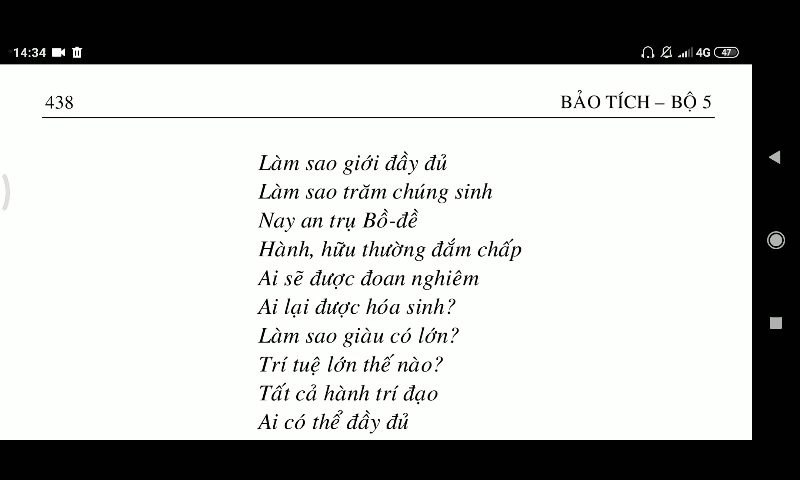 14:34
4G 47
438 BẢO TÍCH – BỘ 5
Làm sao giới đầy đủ
Làm sao trăm chúng sinh
Nay an trụ Bồ-đề
Hành, hữu thường đắm chấp
Ai sẽ được đoan nghiêm
Ai lại được hóa sinh?
Làm sao giàu có lớn?
Trí tuệ lớn thế nào?
Tất cả hành trí đạo
Ai có thể đầy đủ